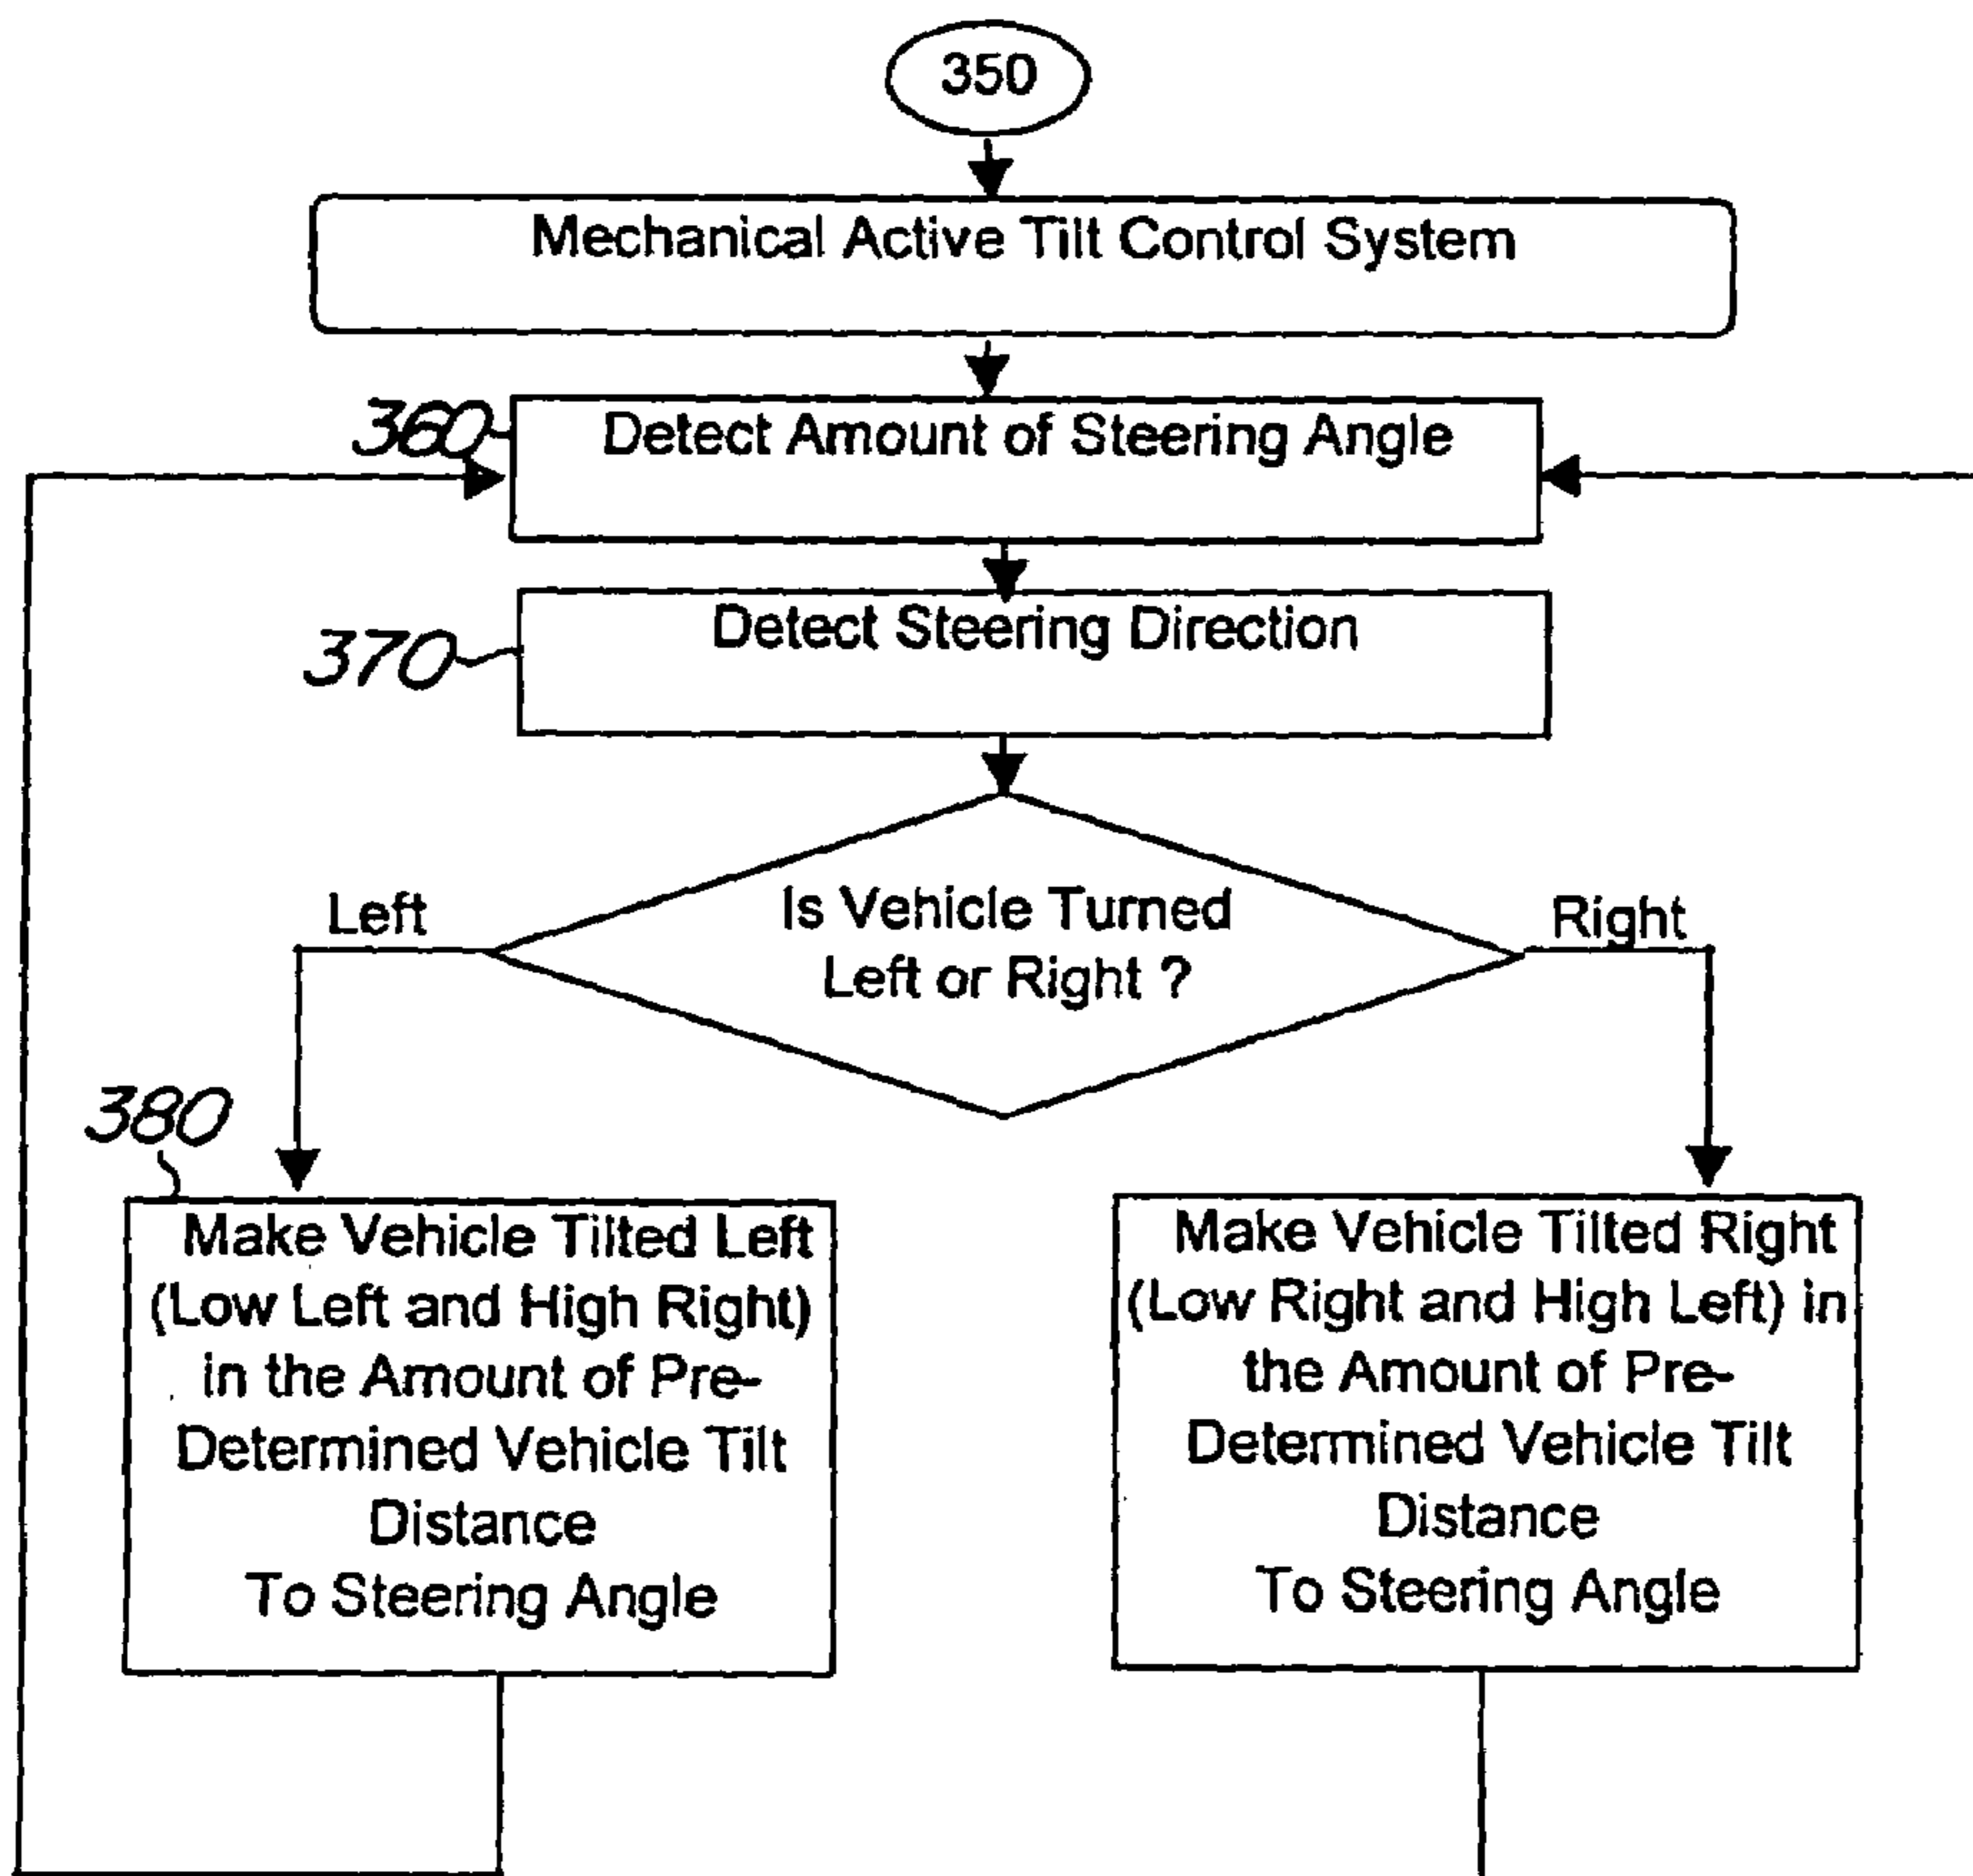 350
Mechanical Active Tilt Control System
360
Detect Amount of Steering Angle
370
Detect Steering Direction
Is Vehicle Turned
Left or Right ?
Left
Right
380
Make Vehicle Tilted Left
(Low Left and High Right)
in the Amount of Pre-
Determined Vehicle Tilt
Distance
To Steering Angle
Make Vehicle Tilted Right
(Low Right and High Left) in
the Amount of Pre-
Determined Vehicle Tilt
Distance
To Steering Angle